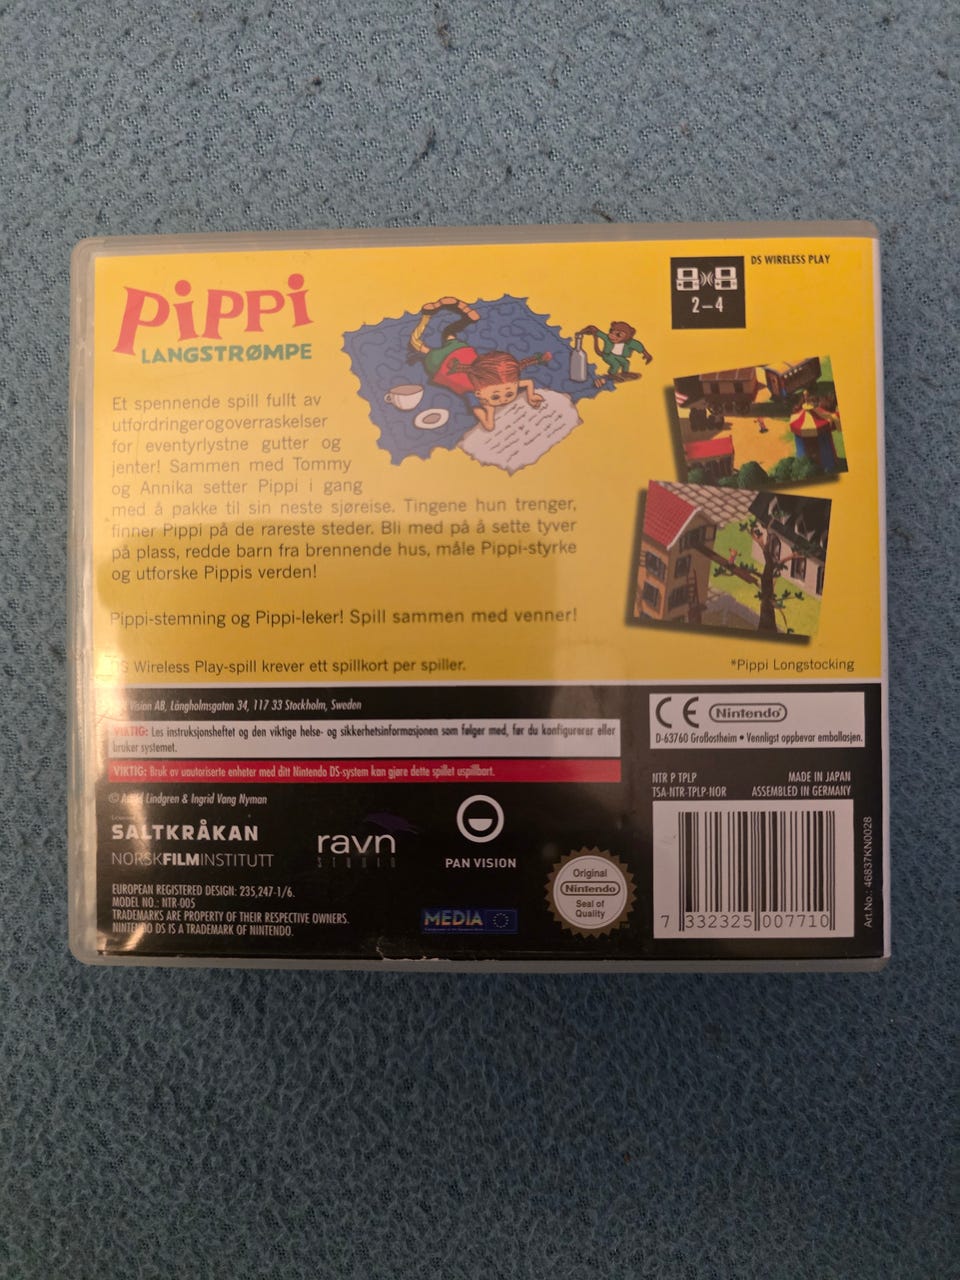 PiPPi
LANGSTRØMPE
DS WIRELESS PLAY
2–4
Et spennende spill fullt av
utfordringerogoverraskelser
for eventyrlystne gutter og
jenter! Sammen med Tommy
og Annika setter Pippi i gang
med å pakke til sin neste sjøreise. Tingene hun trenger,
finner Pippi på de rareste steder. Bli med på å sette tyver
på plass, redde barn fra brennende hus, måle Pippi-styrke
og utforske Pippis verden!
Pippi-stemning og Pippi-leker! Spill sammen med venner!
DS Wireless Play-spill krever ett spillkort per spiller.
*Pippi Longstocking
Vision AB, Långholmsgatan 34, 117 33 Stockholm, Sweden
VIKTIG: Les instruksjonsheftet og den viktige helse- og sikkerhetsinformasjonen som følger med, før du konfigurerer eller
bruker systemet.
VIKTIG: Bruk av uautoriserte enheter med ditt Nintendo DS-system kan gjøre dette spillet uspillbart.
© Astrid Lindgren & Ingrid Vang Nyman
SALTKRÅKAN
NORSKFILMINSTITUTT
ravn
STUDIO
PAN VISION
EUROPEAN REGISTERED DESIGN: 235,247-1/6.
MODEL NO.: NTR-005
TRADEMARKS ARE PROPERTY OF THEIR RESPECTIVE OWNERS.
NINTENDO DS IS A TRADEMARK OF NINTENDO.
MEDIA
Original
Nintendo
Seal of
Quality
TM
CE Nintendo
D-63760 Großostheim • Vennligst oppbevar emballasjen.
NTR P TPLP
TSA-NTR-TPLP-NOR
MADE IN JAPAN
ASSEMBLED IN GERMANY
7 332325 007710
Art.No.: 46837KN0028